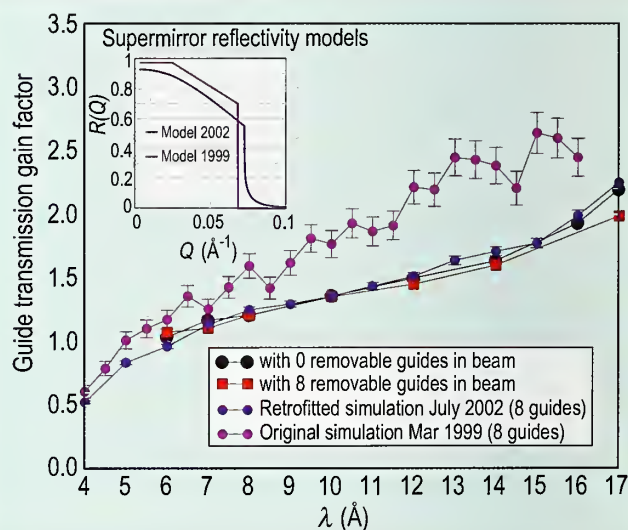 Guide transmission gain factor
3.5
3.0
2.5
2.0
1.5
1.0
0.5
0.0
Supermirror reflectivity models
R(Q)
1
0.8
0.6
0.4
0.2
0
Model 2002
Model 1999
0
0.05
0.1
Q (Å-1)
with 0 removable guides in beam
with 8 removable guides in beam
Retrofitted simulation July 2002 (8 guides)
Original simulation Mar 1999 (8 guides)
4 5 6 7 8 9 10 11 12 13 14 15 16 17
λ (Å)